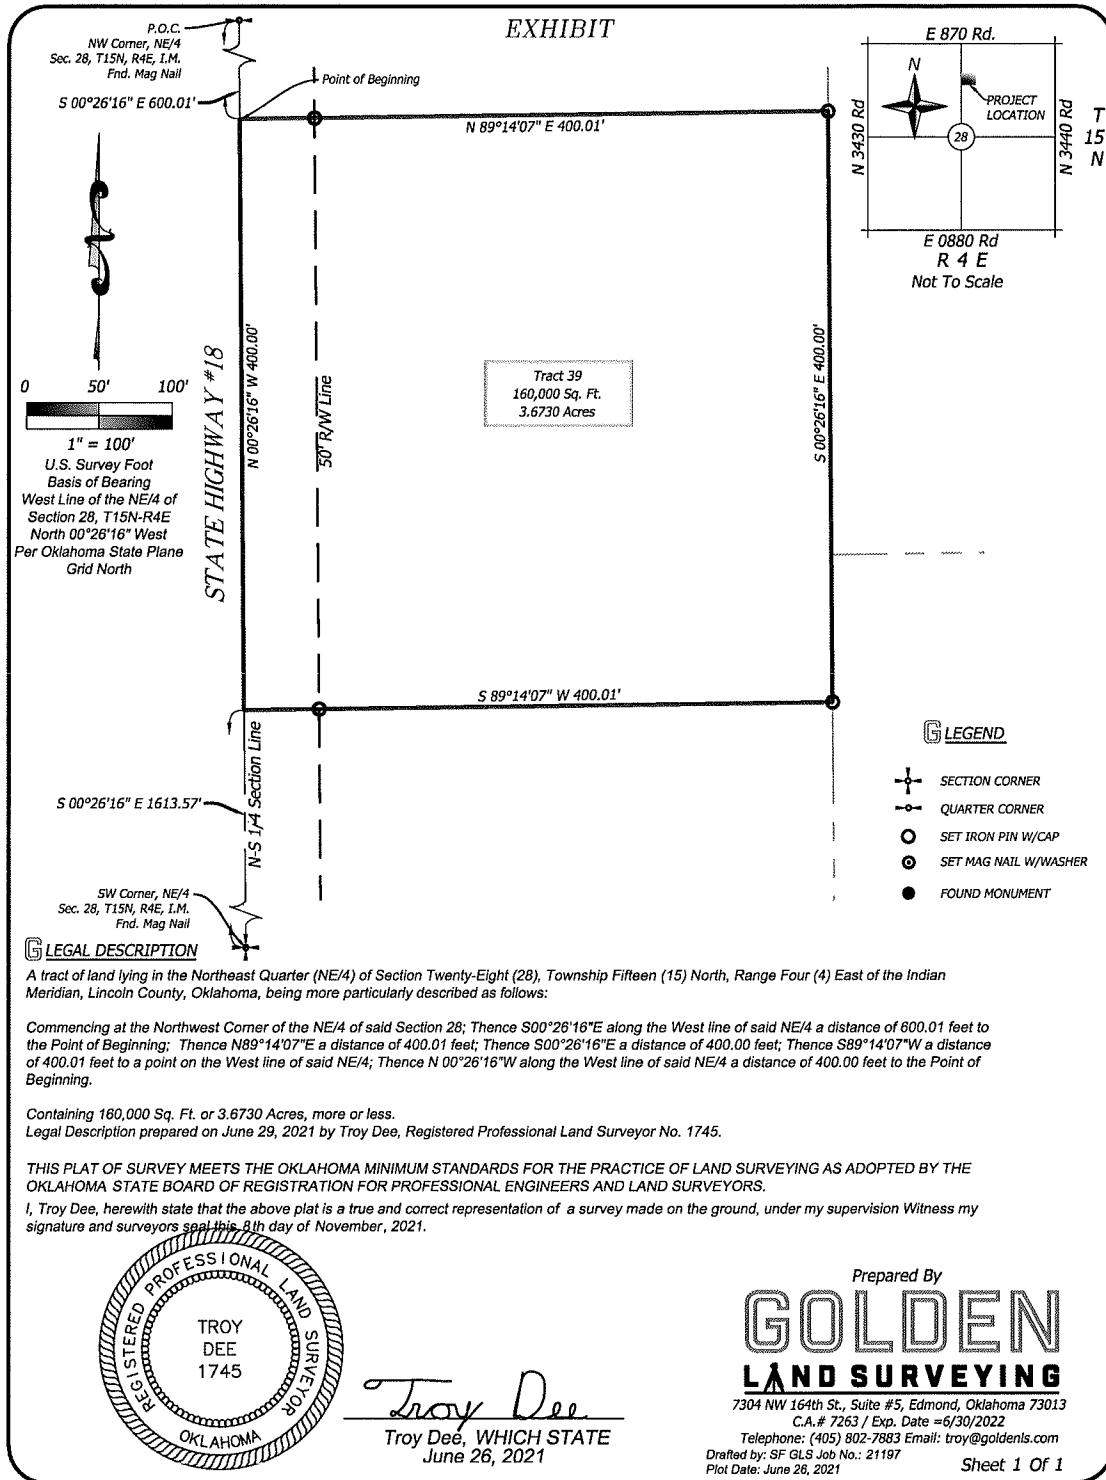 EXHIBIT
P.O.C.
NW Corner, NE/4
Sec. 28, T15N, R4E, I.M.
Fnd. Mag Nail
S 00°26'16" E 600.01'
Point of Beginning
N 89°14'07" E 400.01'
E 870 Rd.
N
PROJECT
LOCATION
28
N 3430 Rd
N 3440 Rd
T
15
N
E 0880 Rd
R 4 E
Not To Scale
0 50' 100'
1" = 100'
U.S. Survey Foot
Basis of Bearing
West Line of the NE/4 of
Section 28, T15N-R4E
North 00°26'16" West
Per Oklahoma State Plane
Grid North
STATE HIGHWAY #18
N 00°26'16" W 400.00'
50' R/W Line
Tract 39
160,000 Sq. Ft.
3.6730 Acres
S 00°26'16" E 400.00'
S 89°14'07" W 400.01'
N-S 1/4 Section Line
S 00°26'16" E 1613.57'
SW Corner, NE/4
Sec. 28, T15N, R4E, I.M.
Fnd. Mag Nail
G LEGEND
SECTION CORNER
QUARTER CORNER
SET IRON PIN W/CAP
SET MAG NAIL W/WASHER
FOUND MONUMENT
G LEGAL DESCRIPTION
A tract of land lying in the Northeast Quarter (NE/4) of Section Twenty-Eight (28), Township Fifteen (15) North, Range Four (4) East of the Indian
Meridian, Lincoln County, Oklahoma, being more particularly described as follows:
Commencing at the Northwest Corner of the NE/4 of said Section 28; Thence S00°26'16"E along the West line of said NE/4 a distance of 600.01 feet to
the Point of Beginning; Thence N89°14'07"E a distance of 400.01 feet; Thence S00°26'16"E a distance of 400.00 feet; Thence S89°14'07"W a distance
of 400.01 feet to a point on the West line of said NE/4; Thence N 00°26'16"W along the West line of said NE/4 a distance of 400.00 feet to the Point of
Beginning.
Containing 160,000 Sq. Ft. or 3.6730 Acres, more or less.
Legal Description prepared on June 29, 2021 by Troy Dee, Registered Professional Land Surveyor No. 1745.
THIS PLAT OF SURVEY MEETS THE OKLAHOMA MINIMUM STANDARDS FOR THE PRACTICE OF LAND SURVEYING AS ADOPTED BY THE
OKLAHOMA STATE BOARD OF REGISTRATION FOR PROFESSIONAL ENGINEERS AND LAND SURVEYORS.
I, Troy Dee, herewith state that the above plat is a true and correct representation of a survey made on the ground, under my supervision Witness my
signature and surveyors seal this 8th day of November, 2021.
REGISTERED PROFESSIONAL LAND SURVEYOR
TROY
DEE
1745
OKLAHOMA
Troy Dee
Troy Dee, WHICH STATE
June 26, 2021
Prepared By
GOLDEN
LAND SURVEYING
7304 NW 164th St., Suite #5, Edmond, Oklahoma 73013
C.A.# 7263 / Exp. Date =6/30/2022
Telephone: (405) 802-7883 Email: troy@goldenls.com
Drafted by: SF GLS Job No.: 21197
Plot Date: June 26, 2021
Sheet 1 Of 1